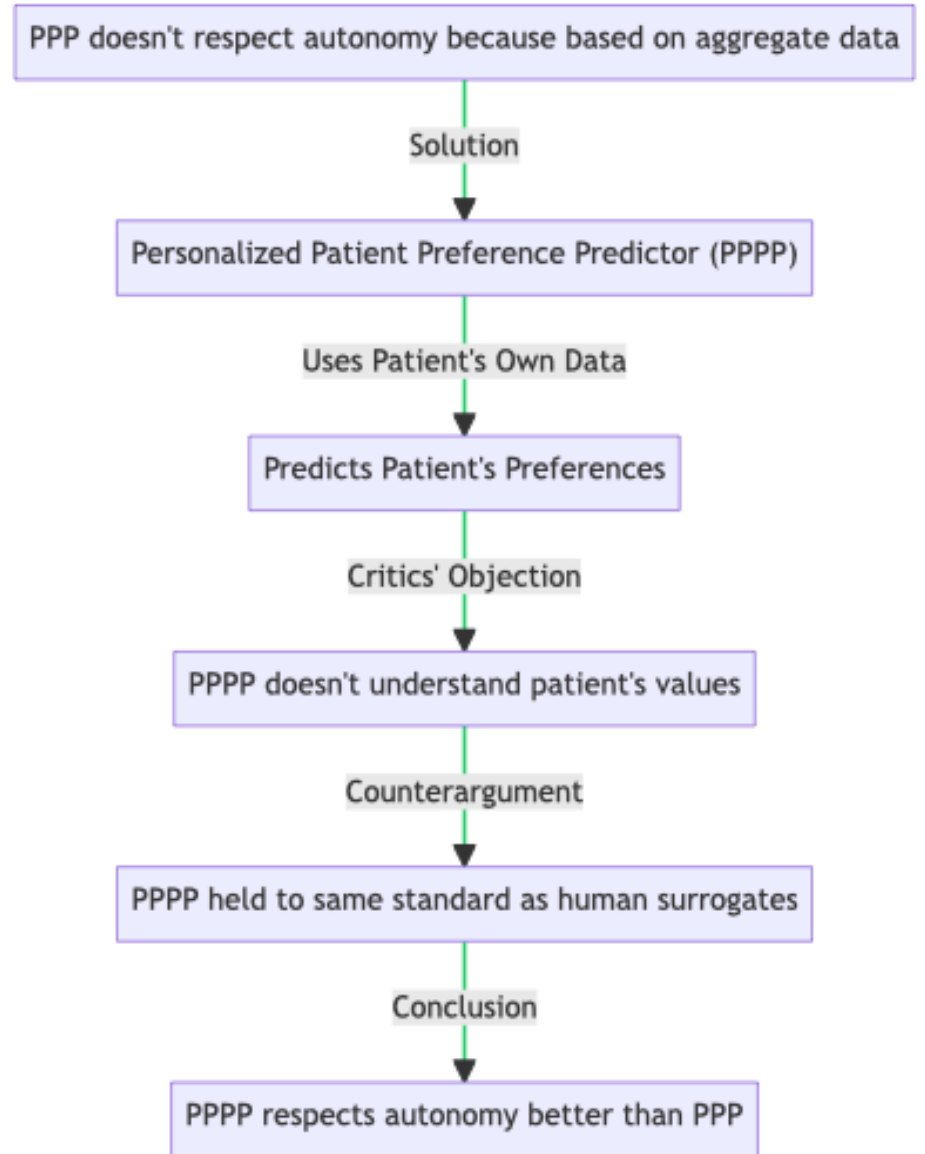 PPP doesn't respect autonomy because based on aggregate data
Solution
Personalized Patient Preference Predictor (PPPP)
Uses Patient's Own Data
Predicts Patient's Preferences
Critics' Objection
PPPP doesn't understand patient's values
Counterargument
PPPP held to same standard as human surrogates
Conclusion
PPPP respects autonomy better than PPP